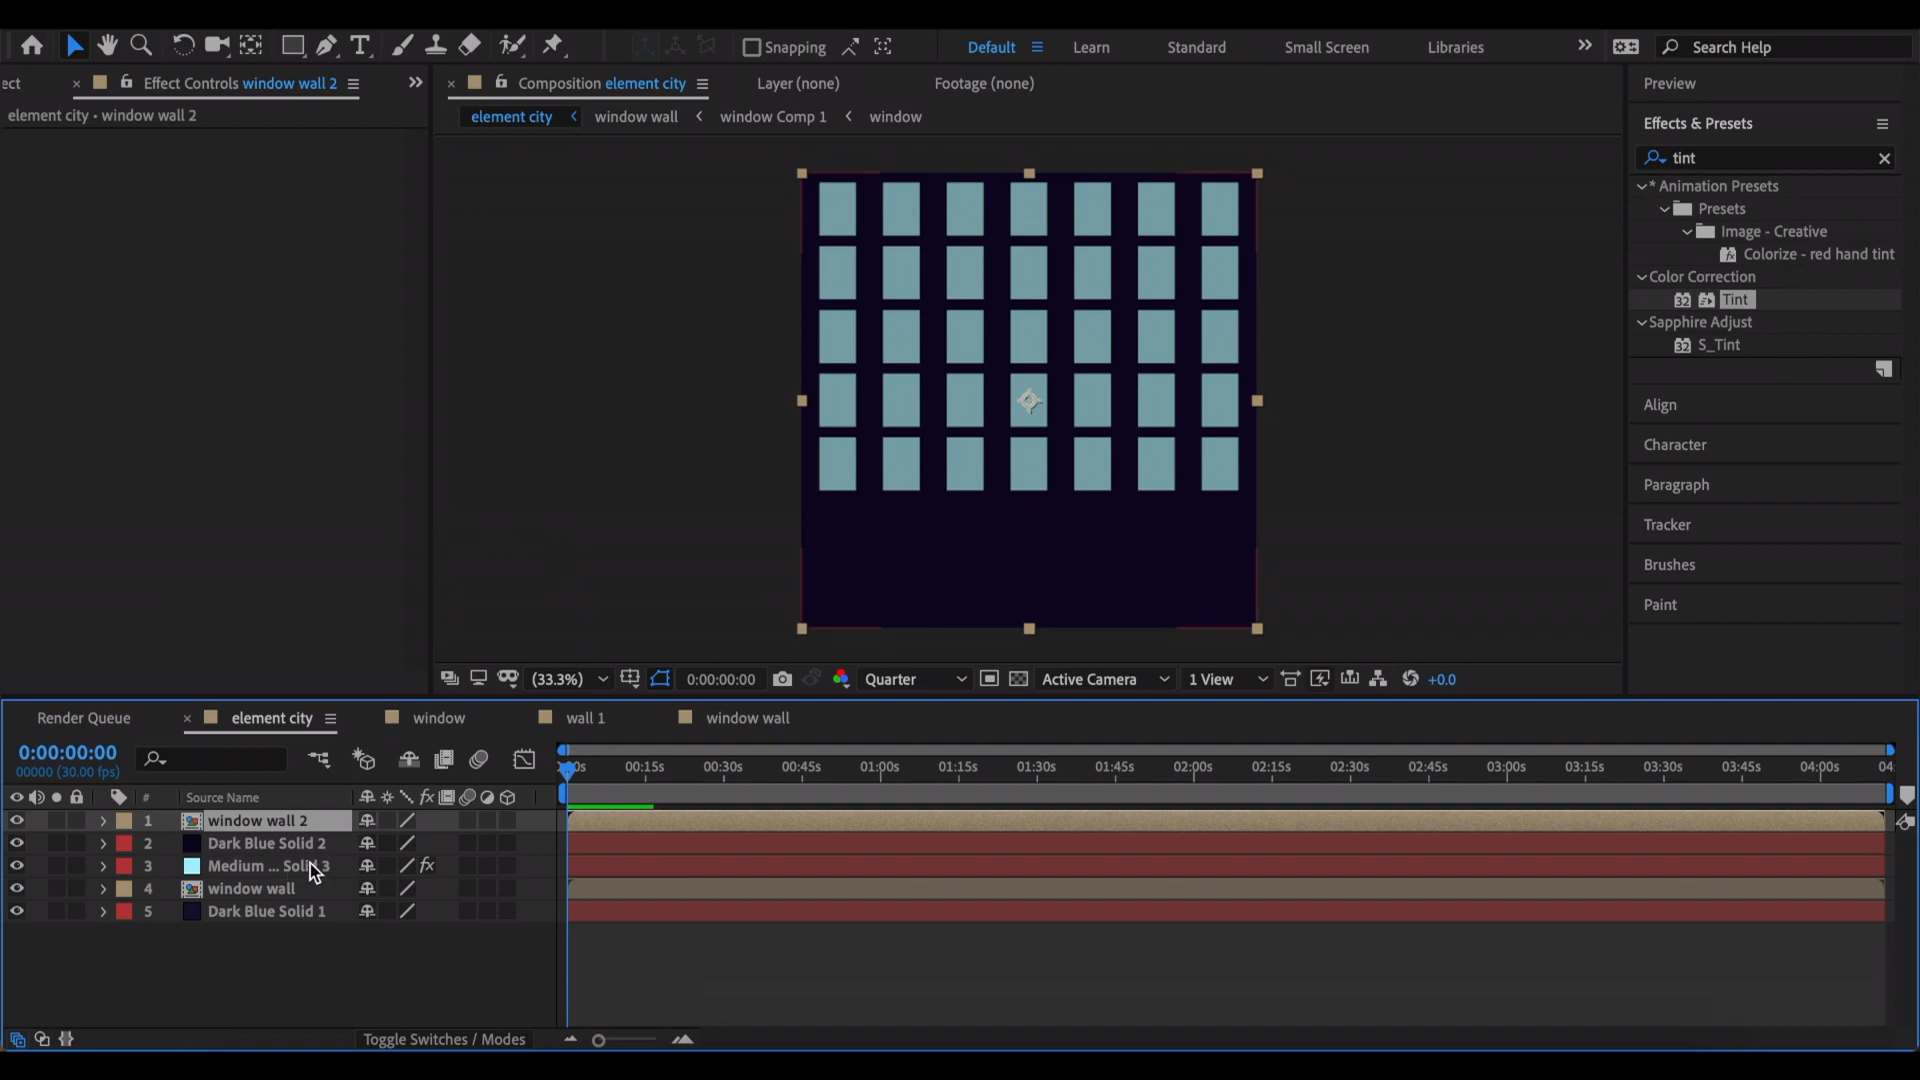 Snapping
Default
Learn
Standard
Small Screen
Libraries
Search Help
ect
Effect Controls window wall 2
Composition element city
Layer (none)
Footage (none)
Preview
element city • window wall 2
element city
window wall
window Comp 1
window
Effects & Presets
tint
* Animation Presets
Presets
Image - Creative
Colorize - red hand tint
Color Correction
32
Tint
Sapphire Adjust
32
S_Tint
Align
Character
Paragraph
Tracker
Brushes
Paint
(33.3%)
0:00:00:00
Quarter
Active Camera
1 View
+0.0
Render Queue
element city
window
wall 1
window wall
0:00:00:00
00000 (30.00 fps)
00:15s
00:30s
00:45s
01:00s
01:15s
01:30s
01:45s
02:00s
02:15s
02:30s
02:45s
03:00s
03:15s
03:30s
03:45s
04:00s
04
#
Source Name
fx
1
window wall 2
2
Dark Blue Solid 2
3
Medium ... Solid 3
fx
4
window wall
5
Dark Blue Solid 1
Toggle Switches / Modes